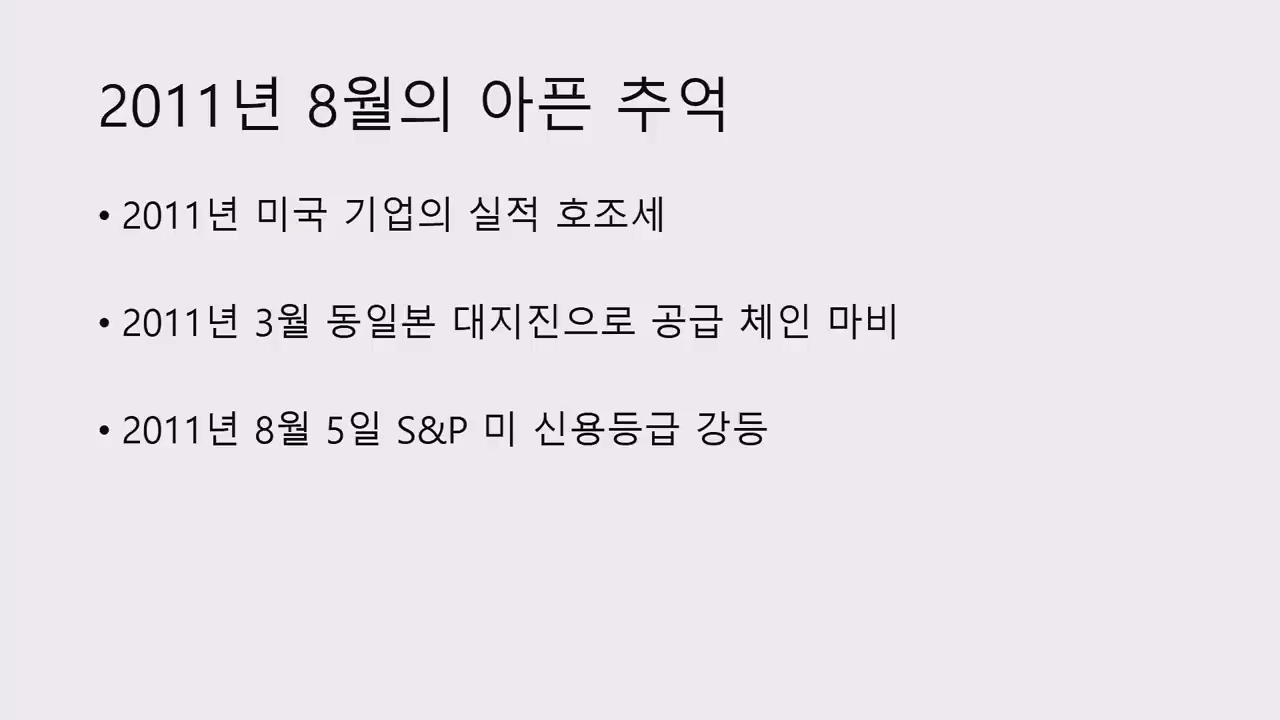 2011년 8월의 아픈 추억
• 2011년 미국 기업의 실적 호조세
• 2011년 3월 동일본 대지진으로 공급 체인 마비
• 2011년 8월 5일 S&P 미 신용등급 강등